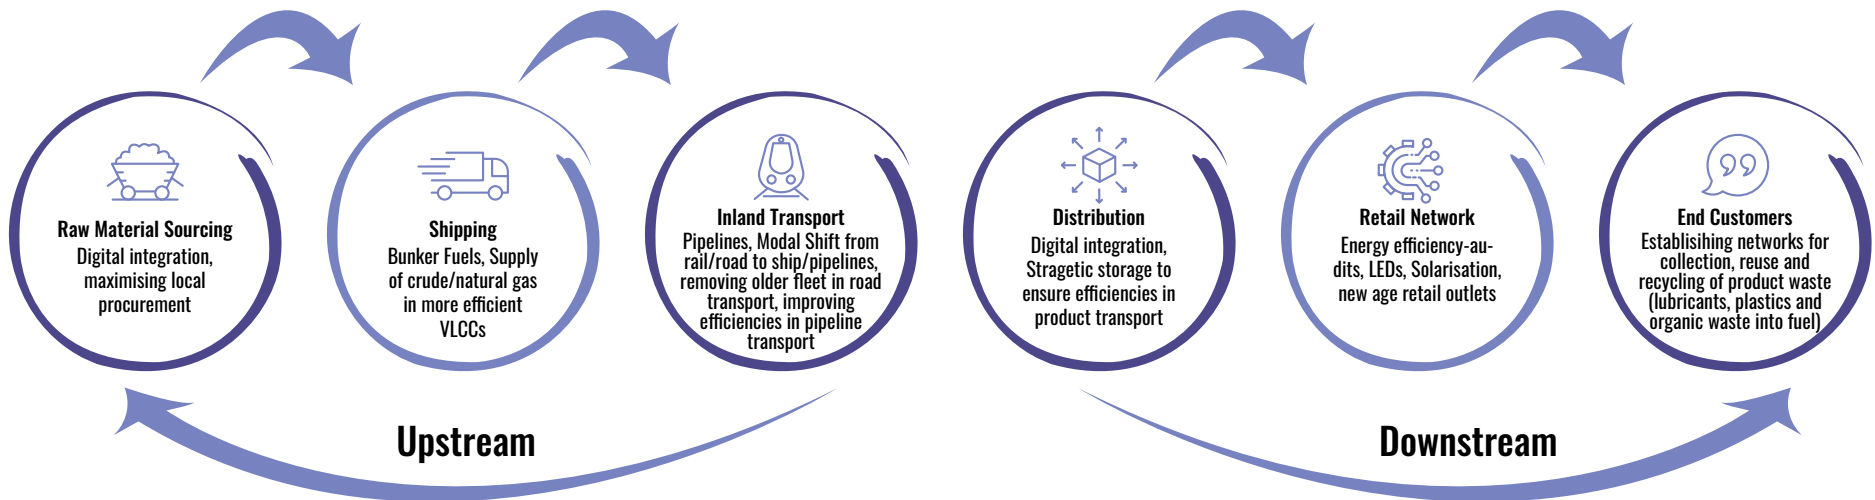 Raw Material Sourcing
Digital integration,
maximising local
procurement
Shipping
Bunker Fuels, Supply
of crude/natural gas
in more efficient
VLCCs
Inland Transport
Pipelines, Modal Shift from
rail/road to ship/pipelines,
removing older fleet in road
transport, improving
efficiencies in pipeline
transport
Distribution
Digital integration,
Stragetic storage to
ensure efficiencies in
product transport
Retail Network
Energy efficiency-au-
dits, LEDs, Solarisation,
new age retail outlets
End Customers
Establisihing networks for
collection, reuse and
recycling of product waste
(lubricants, plastics and
organic waste into fuel)
Upstream
Downstream